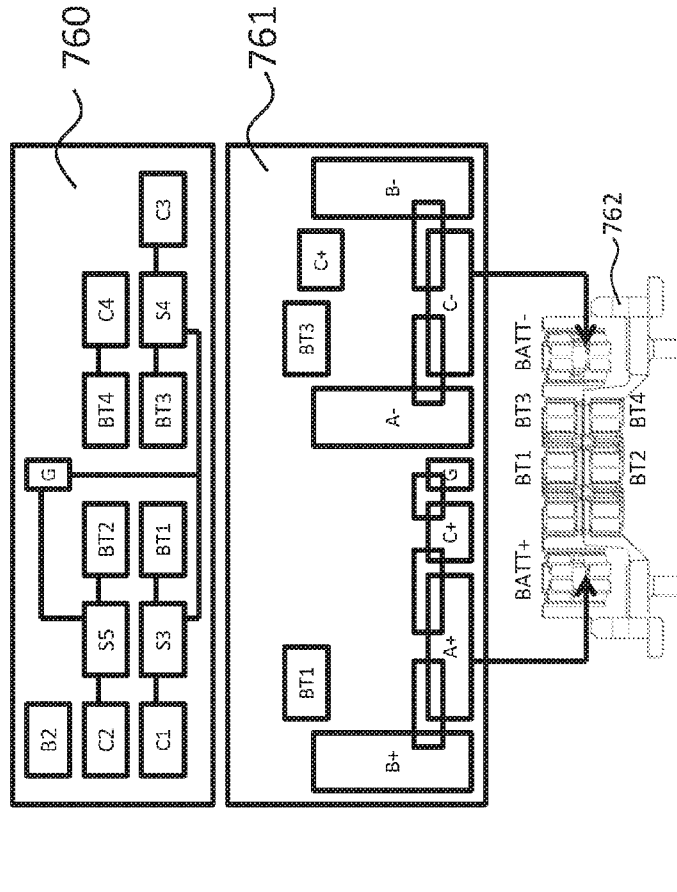 760
B2
C2
C1
S5
S3
BT2
BT1
G
BT4
BT3
C4
S4
C3
761
B+
BT1
A+
C+
G
A-
BT3
C+
C-
B-
762
BATT+
BT1
BT3
BATT-
BT2
BT4